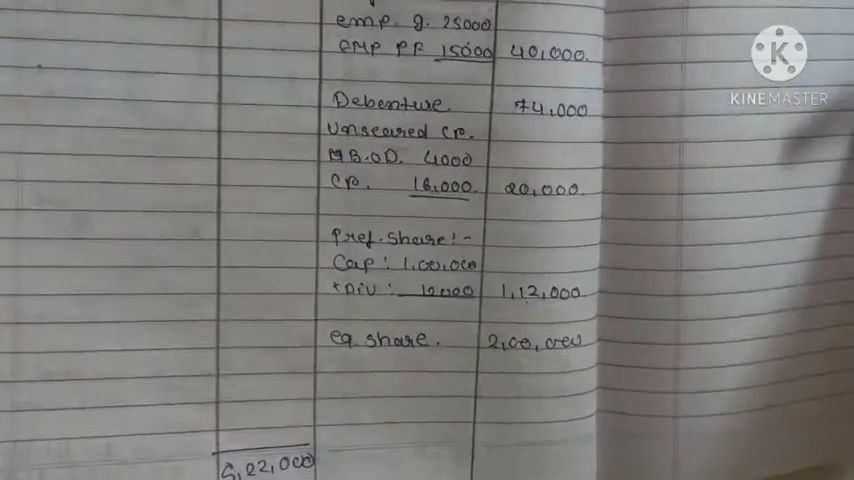 emp. g. 25000
emp PF 15000 40,000.
Debenture. 74,000
Unseared Cr.
B.OD. 4000
CR. 16,000. 20,000.
Pref. Share:-
Cap: 1,00,000
+Div: 12000 1,12,000
eq. share. 2,00,000
5,22,000
K
KINEMASTER